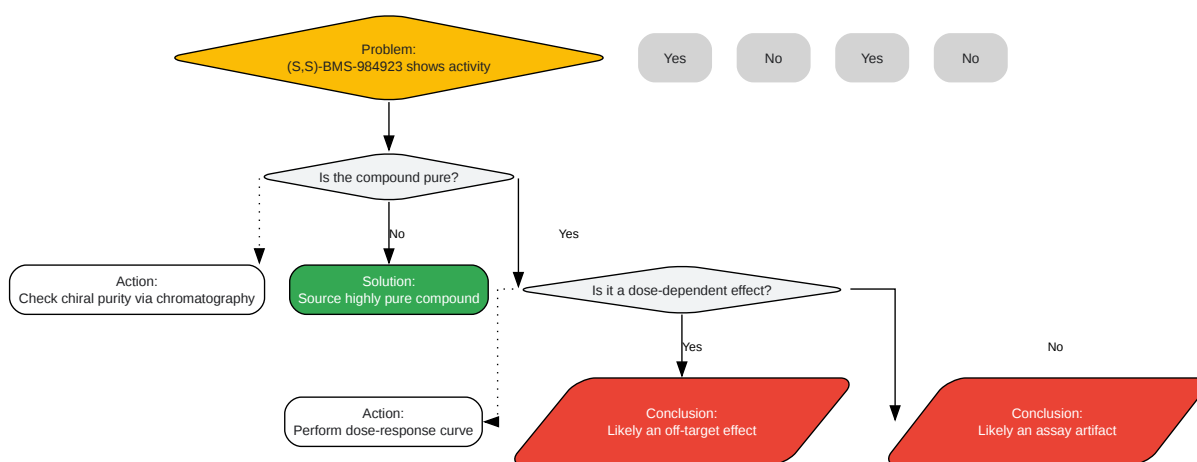 Problem:
(S,S)-BMS-984923 shows activity
Yes
No
Yes
No
Is the compound pure?
No
Yes
Action:
Check chiral purity via chromatography
Solution:
Source highly pure compound
Is it a dose-dependent effect?
Yes
No
Action:
Perform dose-response curve
Conclusion:
Likely an off-target effect
Conclusion:
Likely an assay artifact